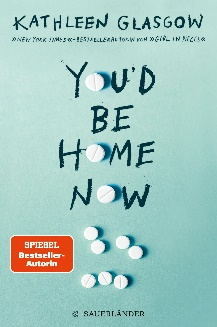 KATHLEEN GLASGOW
»NEW YORK TIMES«-BESTSELLERAUTORIN VON »GIRL IN PIECES«
YOU'D
BE
HOME
NOW
SPIEGEL
Bestseller-
Autorin
SAUERLÄNDER